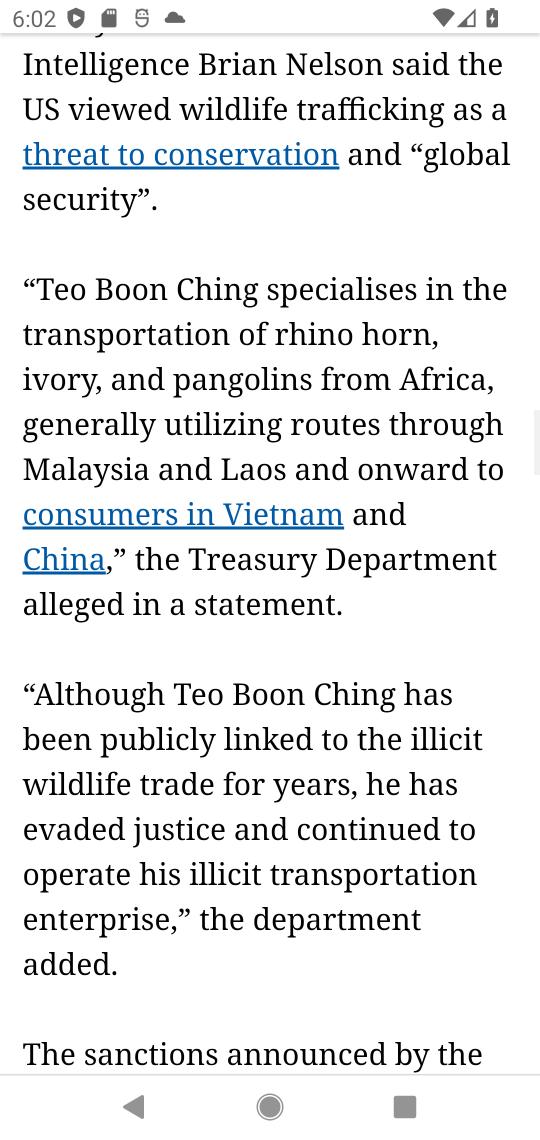 6:02
Intelligence Brian Nelson said the
US viewed wildlife trafficking as a
threat to conservation and “global
security”.
“Teo Boon Ching specialises in the
transportation of rhino horn,
ivory, and pangolins from Africa,
generally utilizing routes through
Malaysia and Laos and onward to
consumers in Vietnam and
China,” the Treasury Department
alleged in a statement.
“Although Teo Boon Ching has
been publicly linked to the illicit
wildlife trade for years, he has
evaded justice and continued to
operate his illicit transportation
enterprise,” the department
added.
The sanctions announced by the